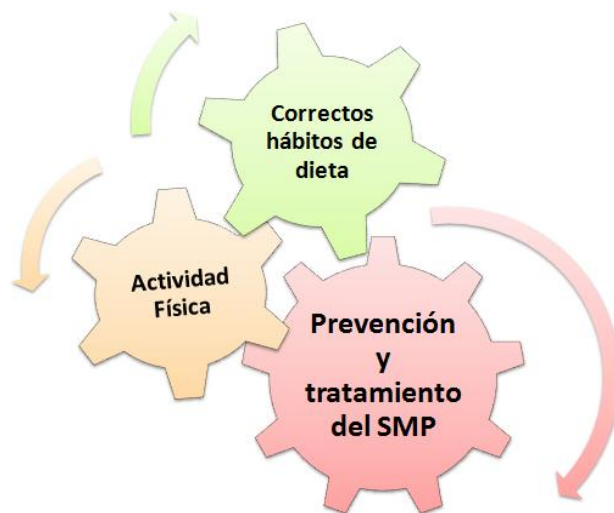 Correctos
hábitos de
dieta
Actividad
Física
Prevención
y
tratamiento
del SMP